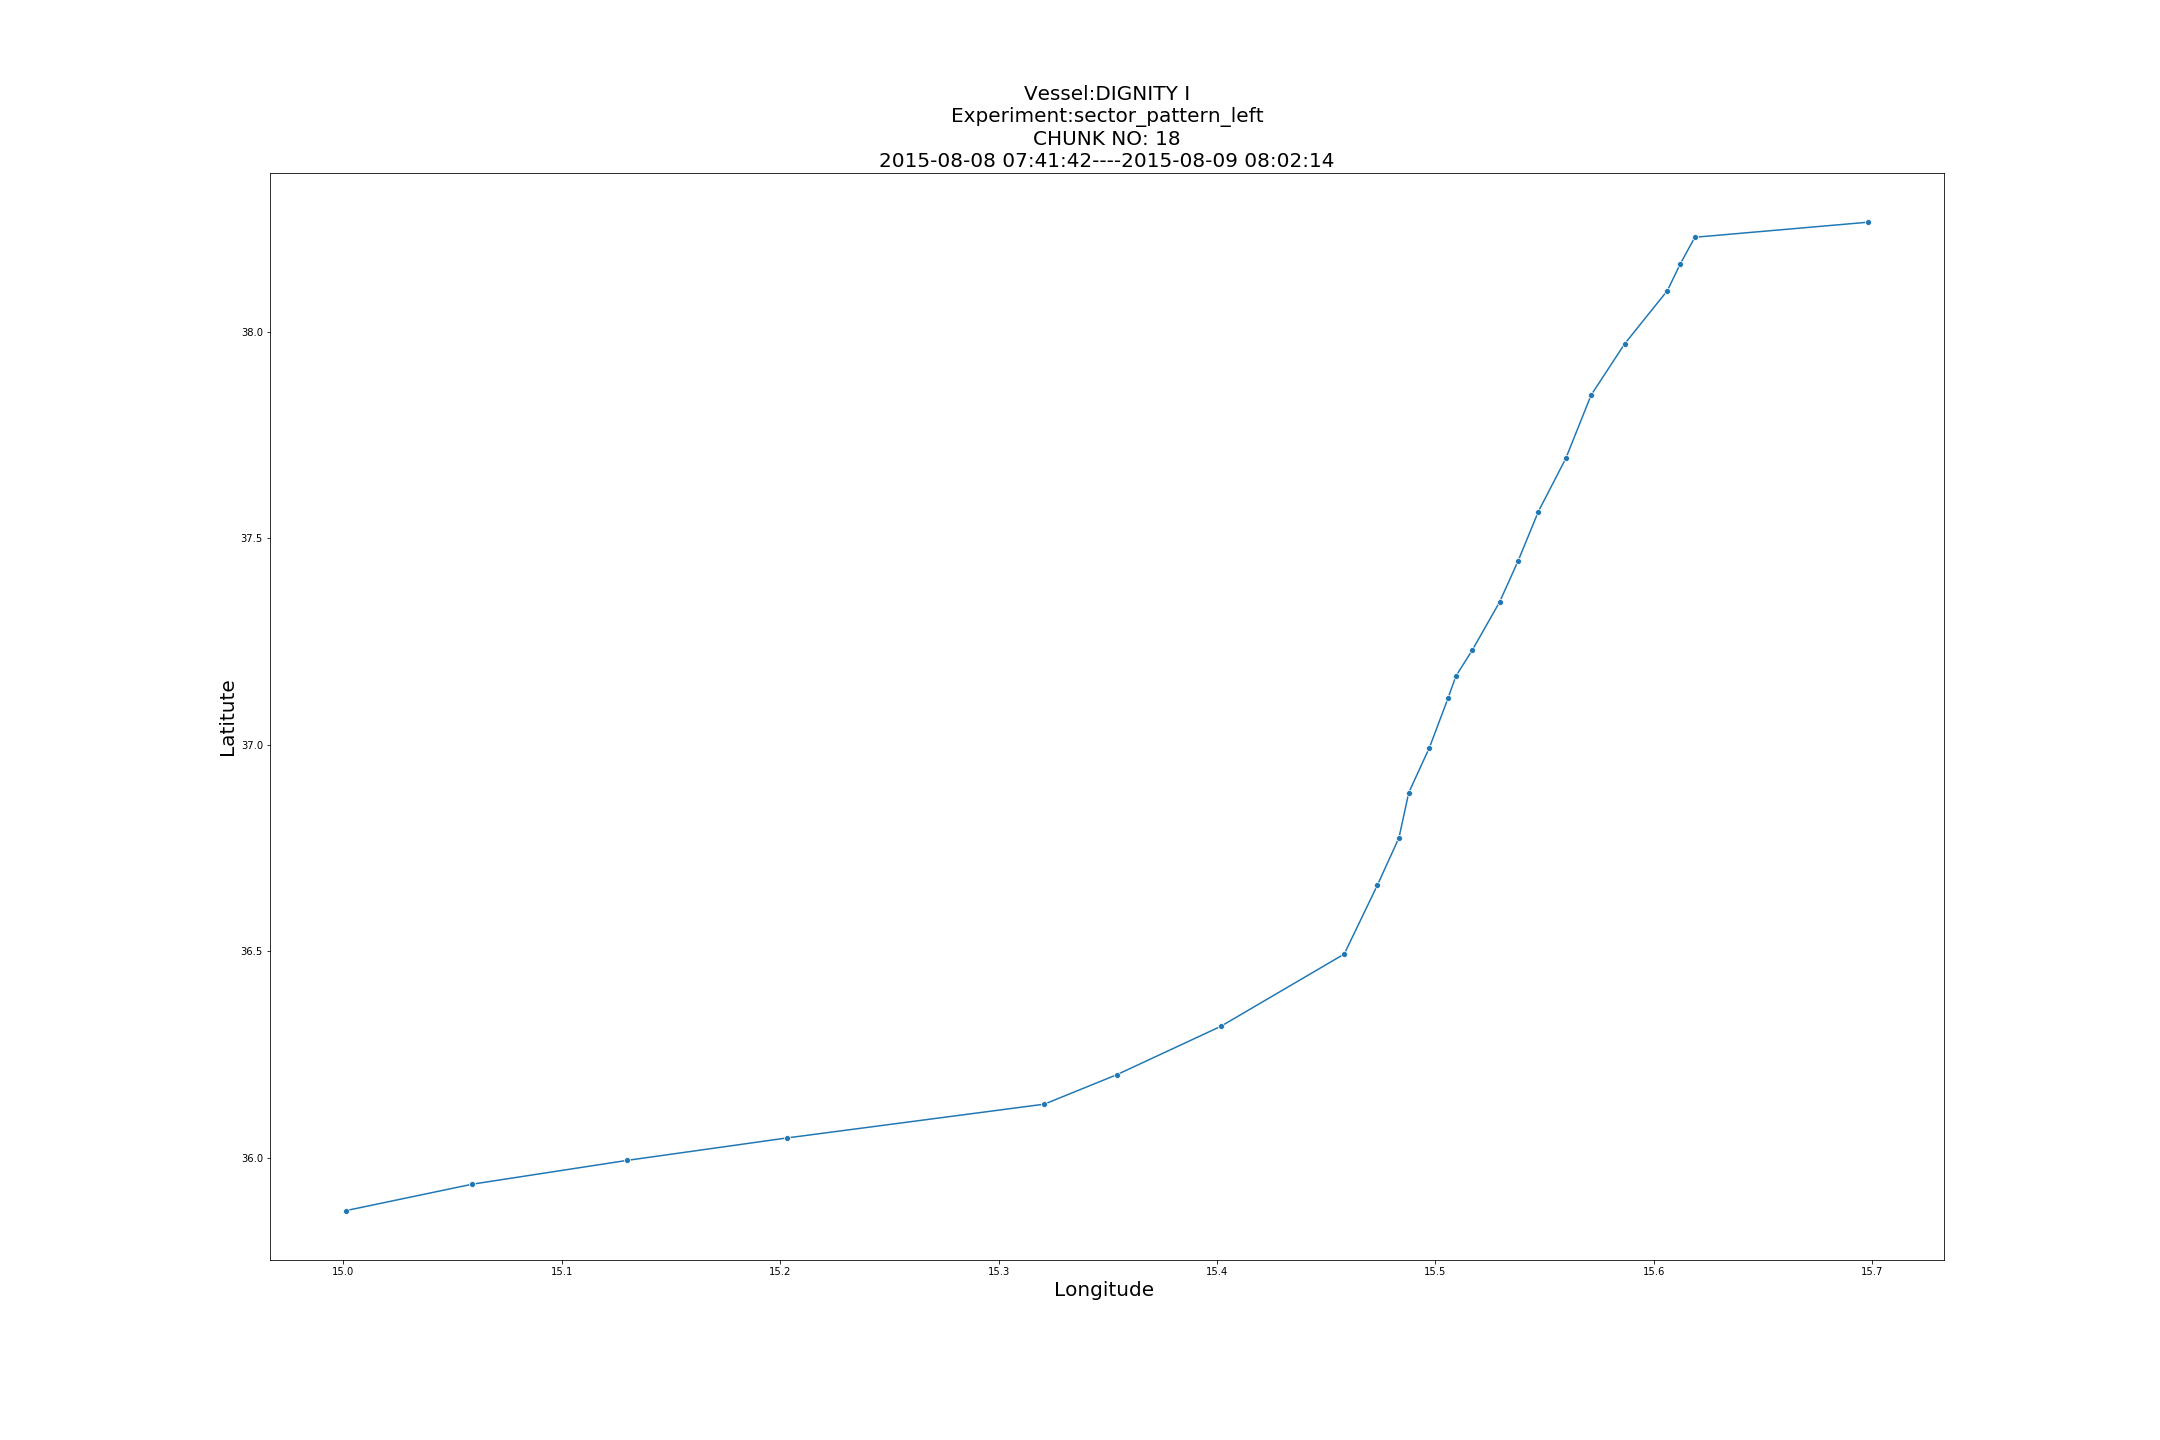 Vessel:DIGNITY I
Experiment:sector_pattern_left
CHUNK NO: 18
2015-08-08 07:41:42----2015-08-09 08:02:14
38.0
37.5
37.0
36.5
36.0
Latitute
15.0 15.1 15.2 15.3 15.4 15.5 15.6 15.7
Longitude